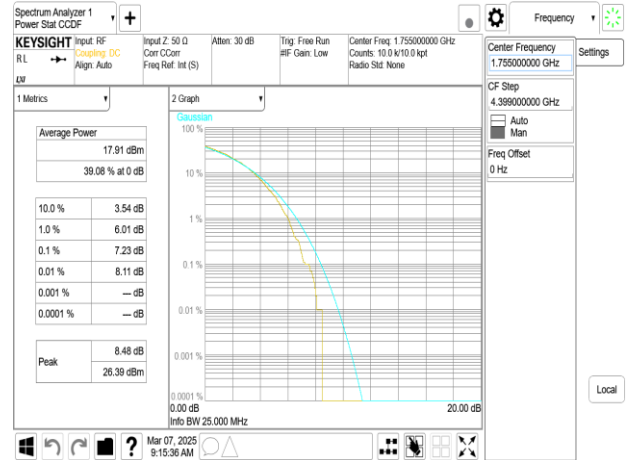 Spectrum Analyzer 1
Power Stat CCDF
Frequency
KEYSIGHT
RL
Input: RF
Coupling: DC
Align: Auto
Input Z: 50 Ω
Corr CCorr
Freq Ref: Int (S)
Atten: 30 dB
Trig: Free Run
#IF Gain: Low
Center Freq: 1.755000000 GHz
Counts: 10.0 k/10.0 kpt
Radio Std: None
LXI
Center Frequency
1.755000000 GHz
Settings
CF Step
4.399000000 GHz
Auto
Man
Freq Offset
0 Hz
1 Metrics
Average Power
17.91 dBm
39.08 % at 0 dB
10.0 % 3.54 dB
1.0 % 6.01 dB
0.1 % 7.23 dB
0.01 % 8.11 dB
0.001 % --- dB
0.0001 % --- dB
Peak
8.48 dB
26.39 dBm
2 Graph
Gaussian
100 %
10 %
1 %
0.1 %
0.01 %
0.001 %
0.0001 %
0.00 dB 20.00 dB
Info BW 25.000 MHz
Local
?
Mar 07, 2025
9:15:36 AM